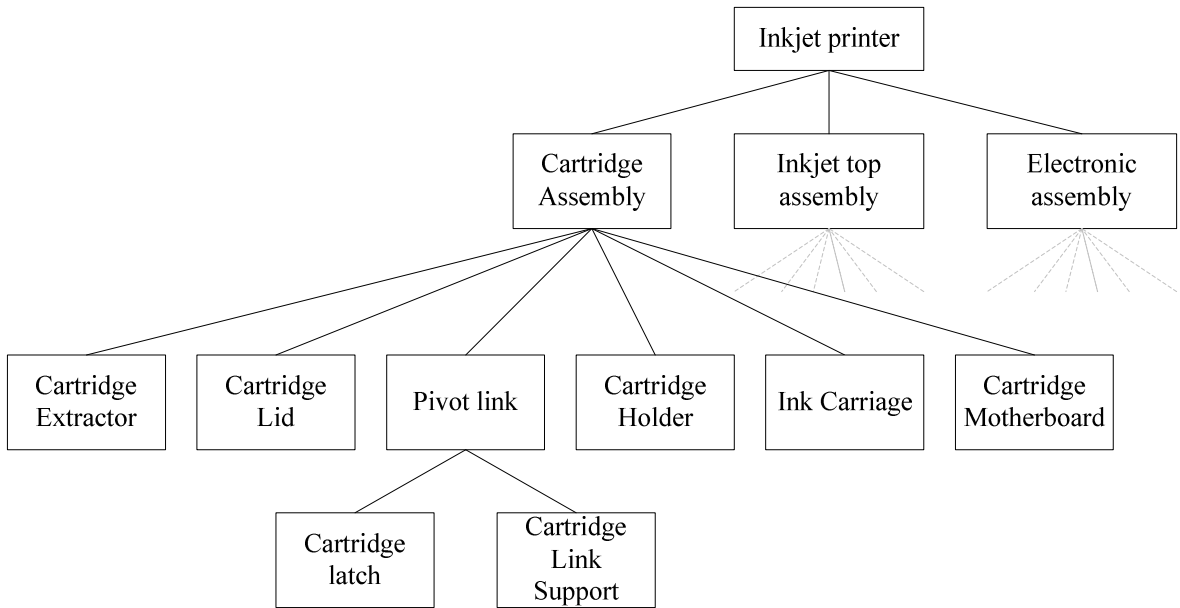 Inkjet printer
Cartridge
Assembly
Inkjet top
assembly
Electronic
assembly
Cartridge
Extractor
Cartridge
Lid
Pivot link
Cartridge
Holder
Ink Carriage
Cartridge
Motherboard
Cartridge
latch
Cartridge
Link
Support